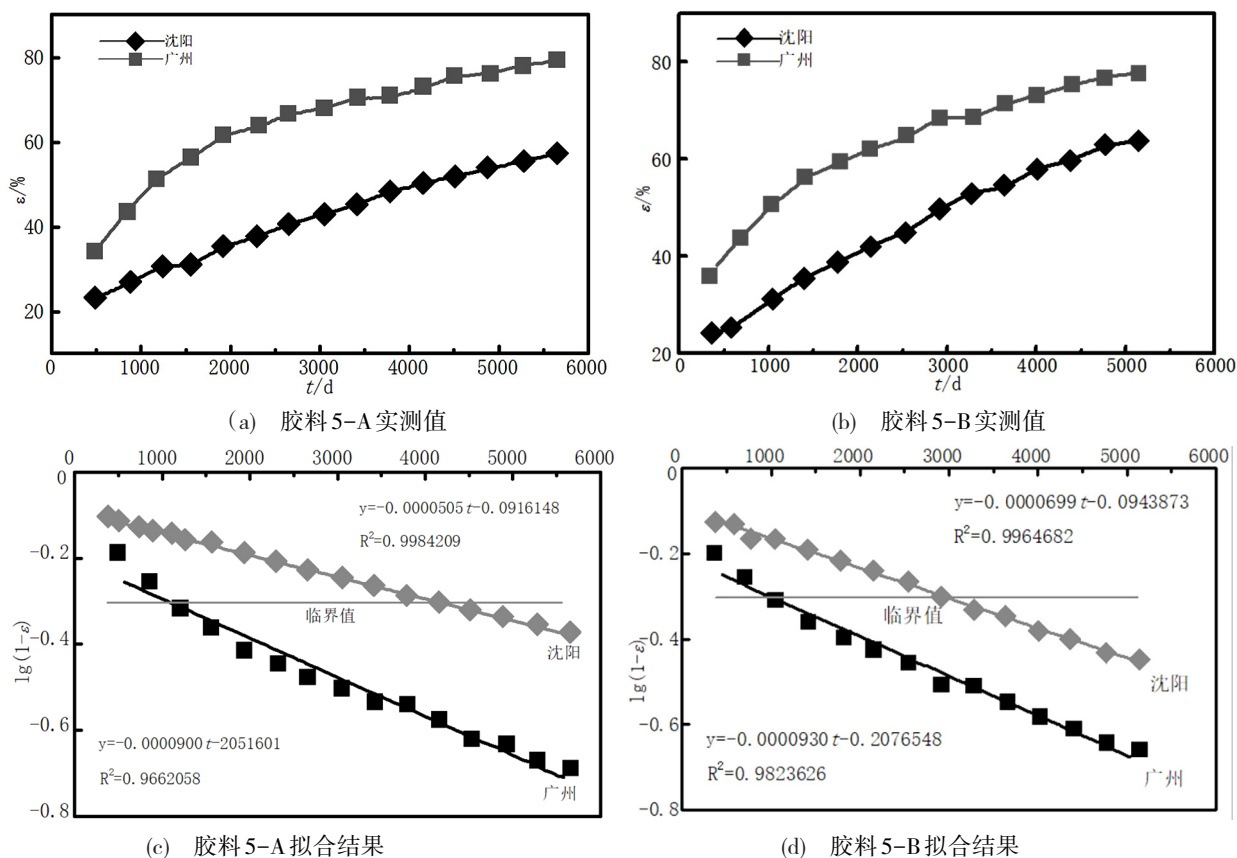 沈阳
广州
80
60
40
20
ε/%
0 1000 2000 3000 4000 5000 6000
t/d
(a) 胶料5-A实测值
沈阳
广州
80
60
40
20
ε/%
0 1000 2000 3000 4000 5000 6000
t/d
(b) 胶料5-B实测值
0 1000 2000 3000 4000 5000 6000
0
-0.2
-0.4
-0.6
-0.8
lg(1-ε)
y=-0.0000505t-0.0916148
R²=0.9984209
临界值
沈阳
y=-0.0000900t-2051601
R²=0.9662058
广州
(c) 胶料5-A拟合结果
0 1000 2000 3000 4000 5000 6000
0
-0.2
-0.4
-0.6
-0.8
lg(1-ε)
y=-0.0000699t-0.0943873
R²=0.9964682
临界值
沈阳
y=-0.0000930t-0.2076548
R²=0.9823626
广州
(d) 胶料5-B拟合结果